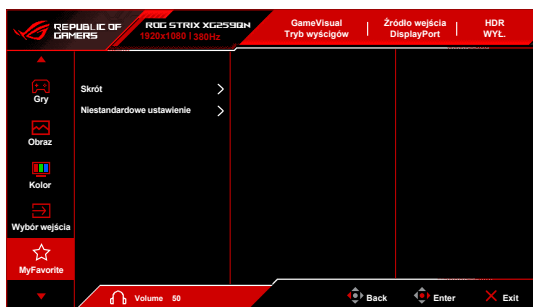 REPUBLIC OF
GAMERS
ROG STRIX XG259QN
1920x1080 | 380Hz
GameVisual
Tryb wyścigów
Źródło wejścia
DisplayPort
HDR
WYŁ.
Gry
Obraz
Kolor
Wybór wejścia
MyFavorite
Skrót
Niestandardowe ustawienie
Volume 50
Back
Enter
Exit